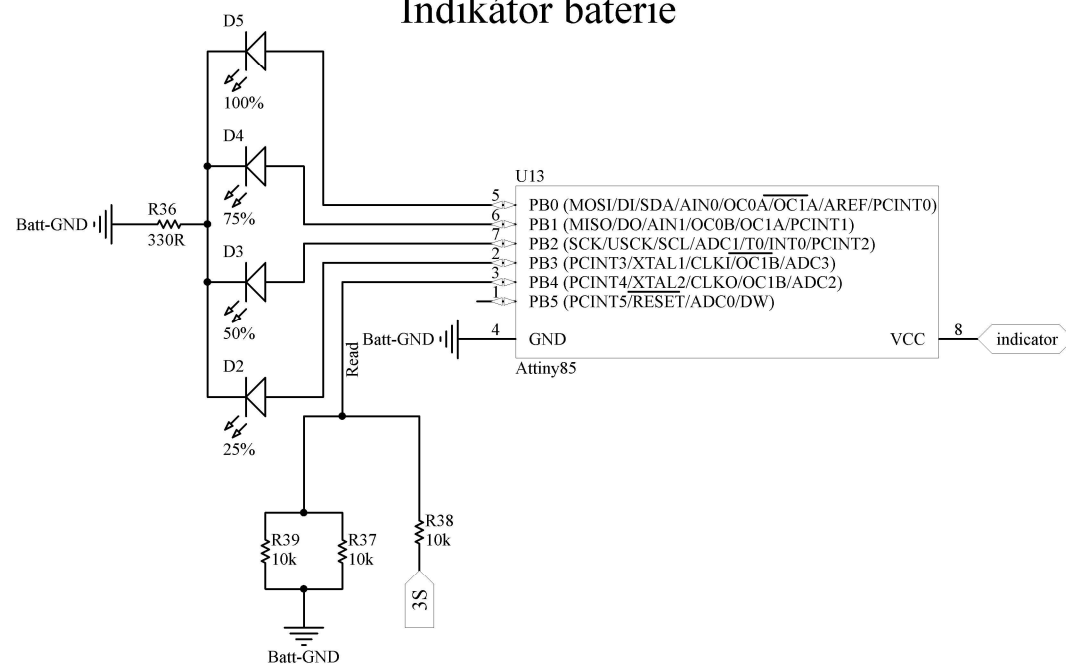 Indikátor baterie
D5
100%
D4
75%
R36
330R
Batt-GND
D3
50%
D2
25%
U13
5 PB0 (MOSI/DI/SDA/AIN0/OC0A/OC1A/AREF/PCINT0)
6 PB1 (MISO/DO/AIN1/OC0B/OC1A/PCINT1)
7 PB2 (SCK/USCK/SCL/ADC1/T0/INT0/PCINT2)
2 PB3 (PCINT3/XTAL1/CLKI/OC1B/ADC3)
3 PB4 (PCINT4/XTAL2/CLKO/OC1B/ADC2)
1 PB5 (PCINT5/RESET/ADC0/DW)
Batt-GND 4 GND VCC 8 indicator
Attiny85
Read
R39
10k
R37
10k
R38
10k
3S
Batt-GND